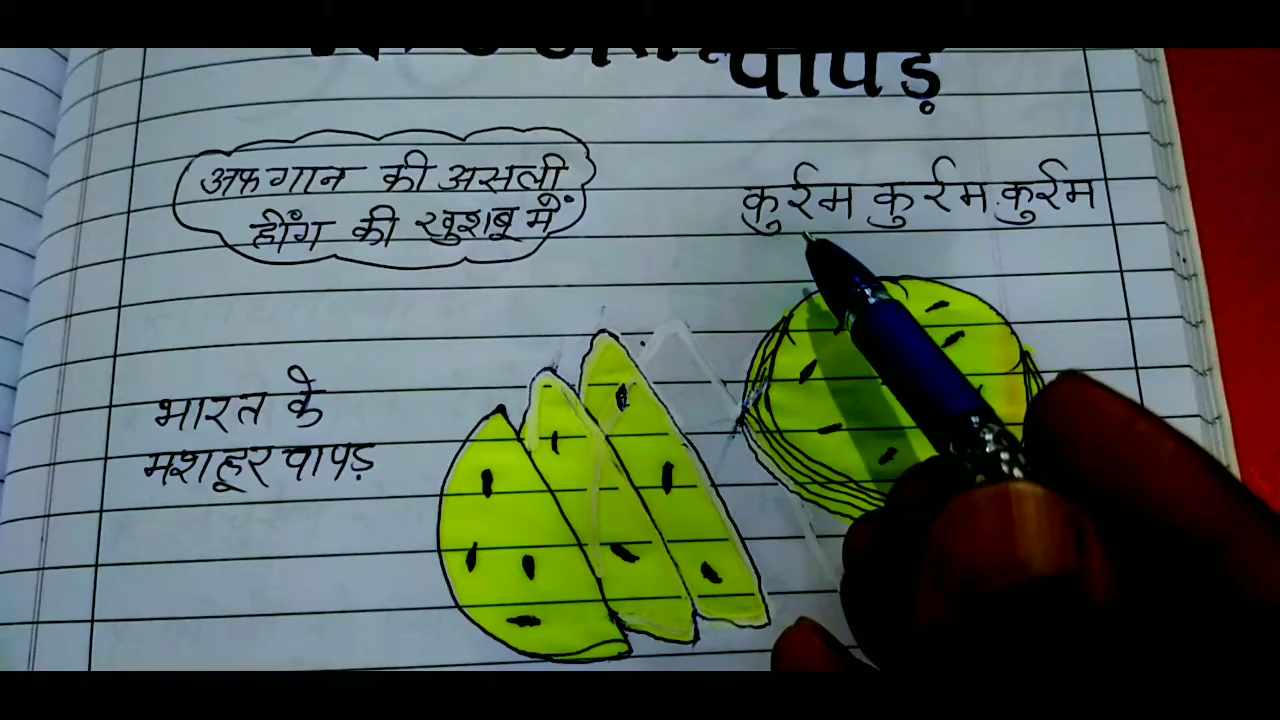 पापड़
अफगान की असली
हींग की खुशबू में
कुर्रम कुर्रम कुर्रम
भारत के
मशहूर पापड़